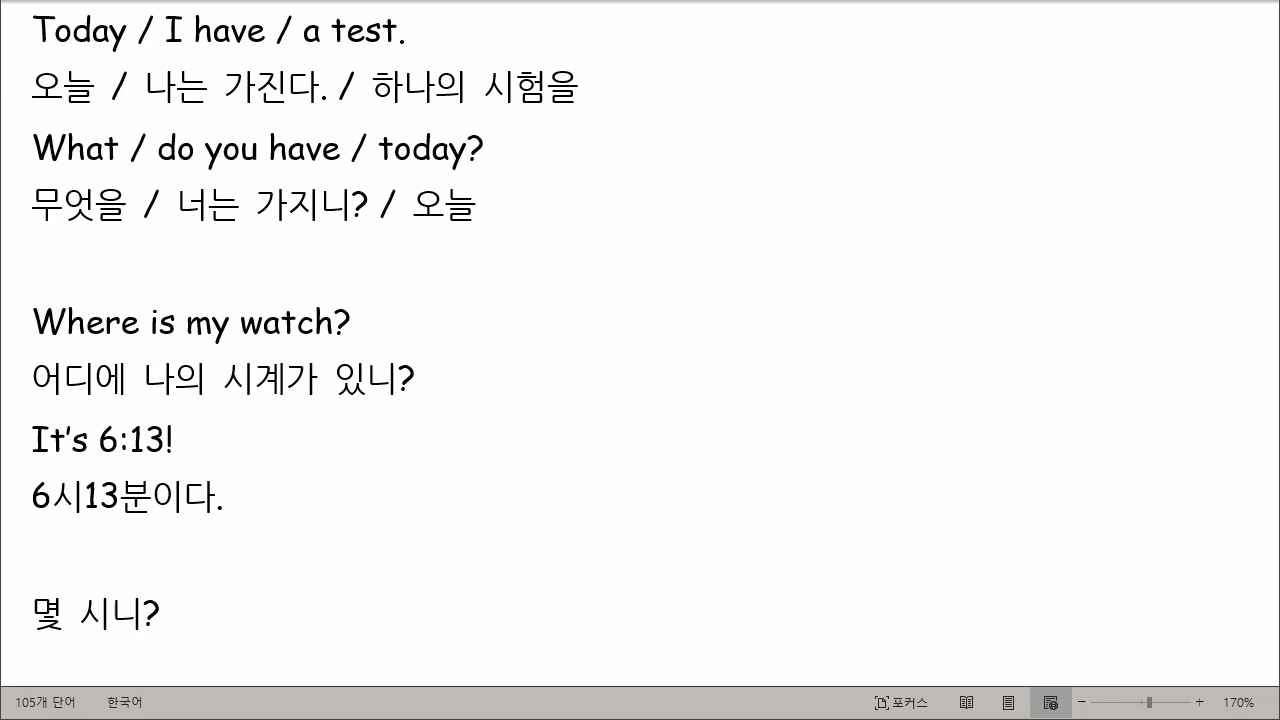 Today / I have / a test.
오늘 / 나는 가진다. / 하나의 시험을
What / do you have / today?
무엇을 / 너는 가지니? / 오늘
Where is my watch?
어디에 나의 시계가 있니?
It's 6:13!
6시13분이다.
몇 시니?
105개 단어 한국어 포커스 170%